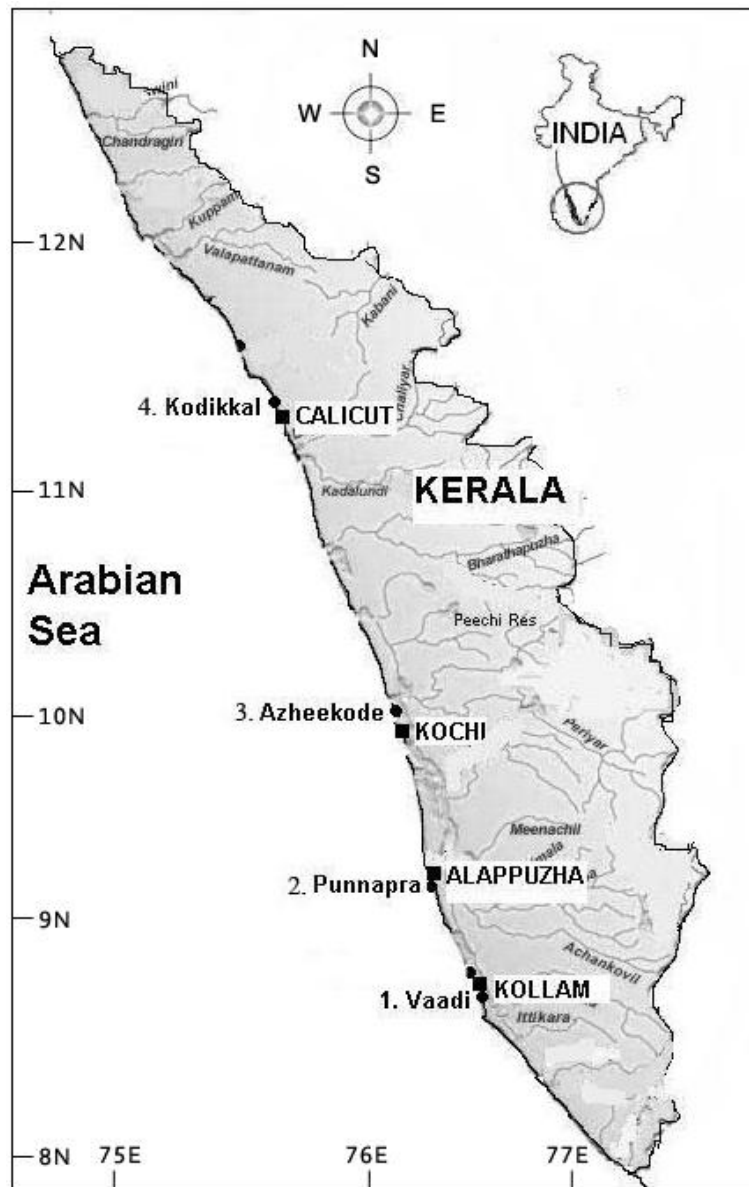 N
W E
S
INDIA
Chandragiri
Kuppam
12N
Valapattanam
Kabani
4. Kodikkal
CALICUT
11N
Kadalundi
KERALA
Bharathapuzha
Arabian
Sea
Peechi Res
3. Azheekode
10N
KOCHI
Periyar
Meenachil
2. Punnapra
ALAPPUZHA
9N
Achankovil
1. Vaadi
KOLLAM
Ittikara
8N
75E 76E 77E